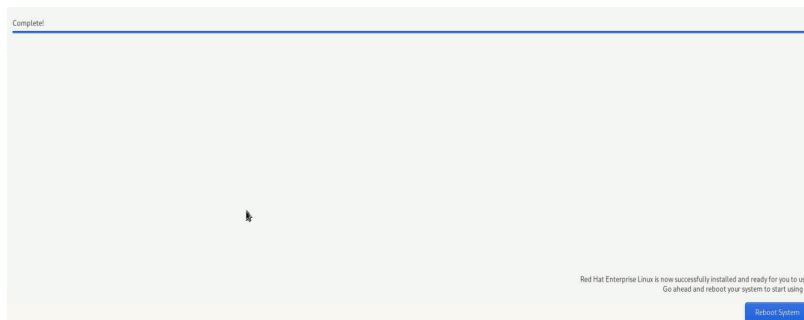 Complete!
Red Hat Enterprise Linux is now successfully installed and ready for you to us
Go ahead and reboot your system to start using
Reboot System